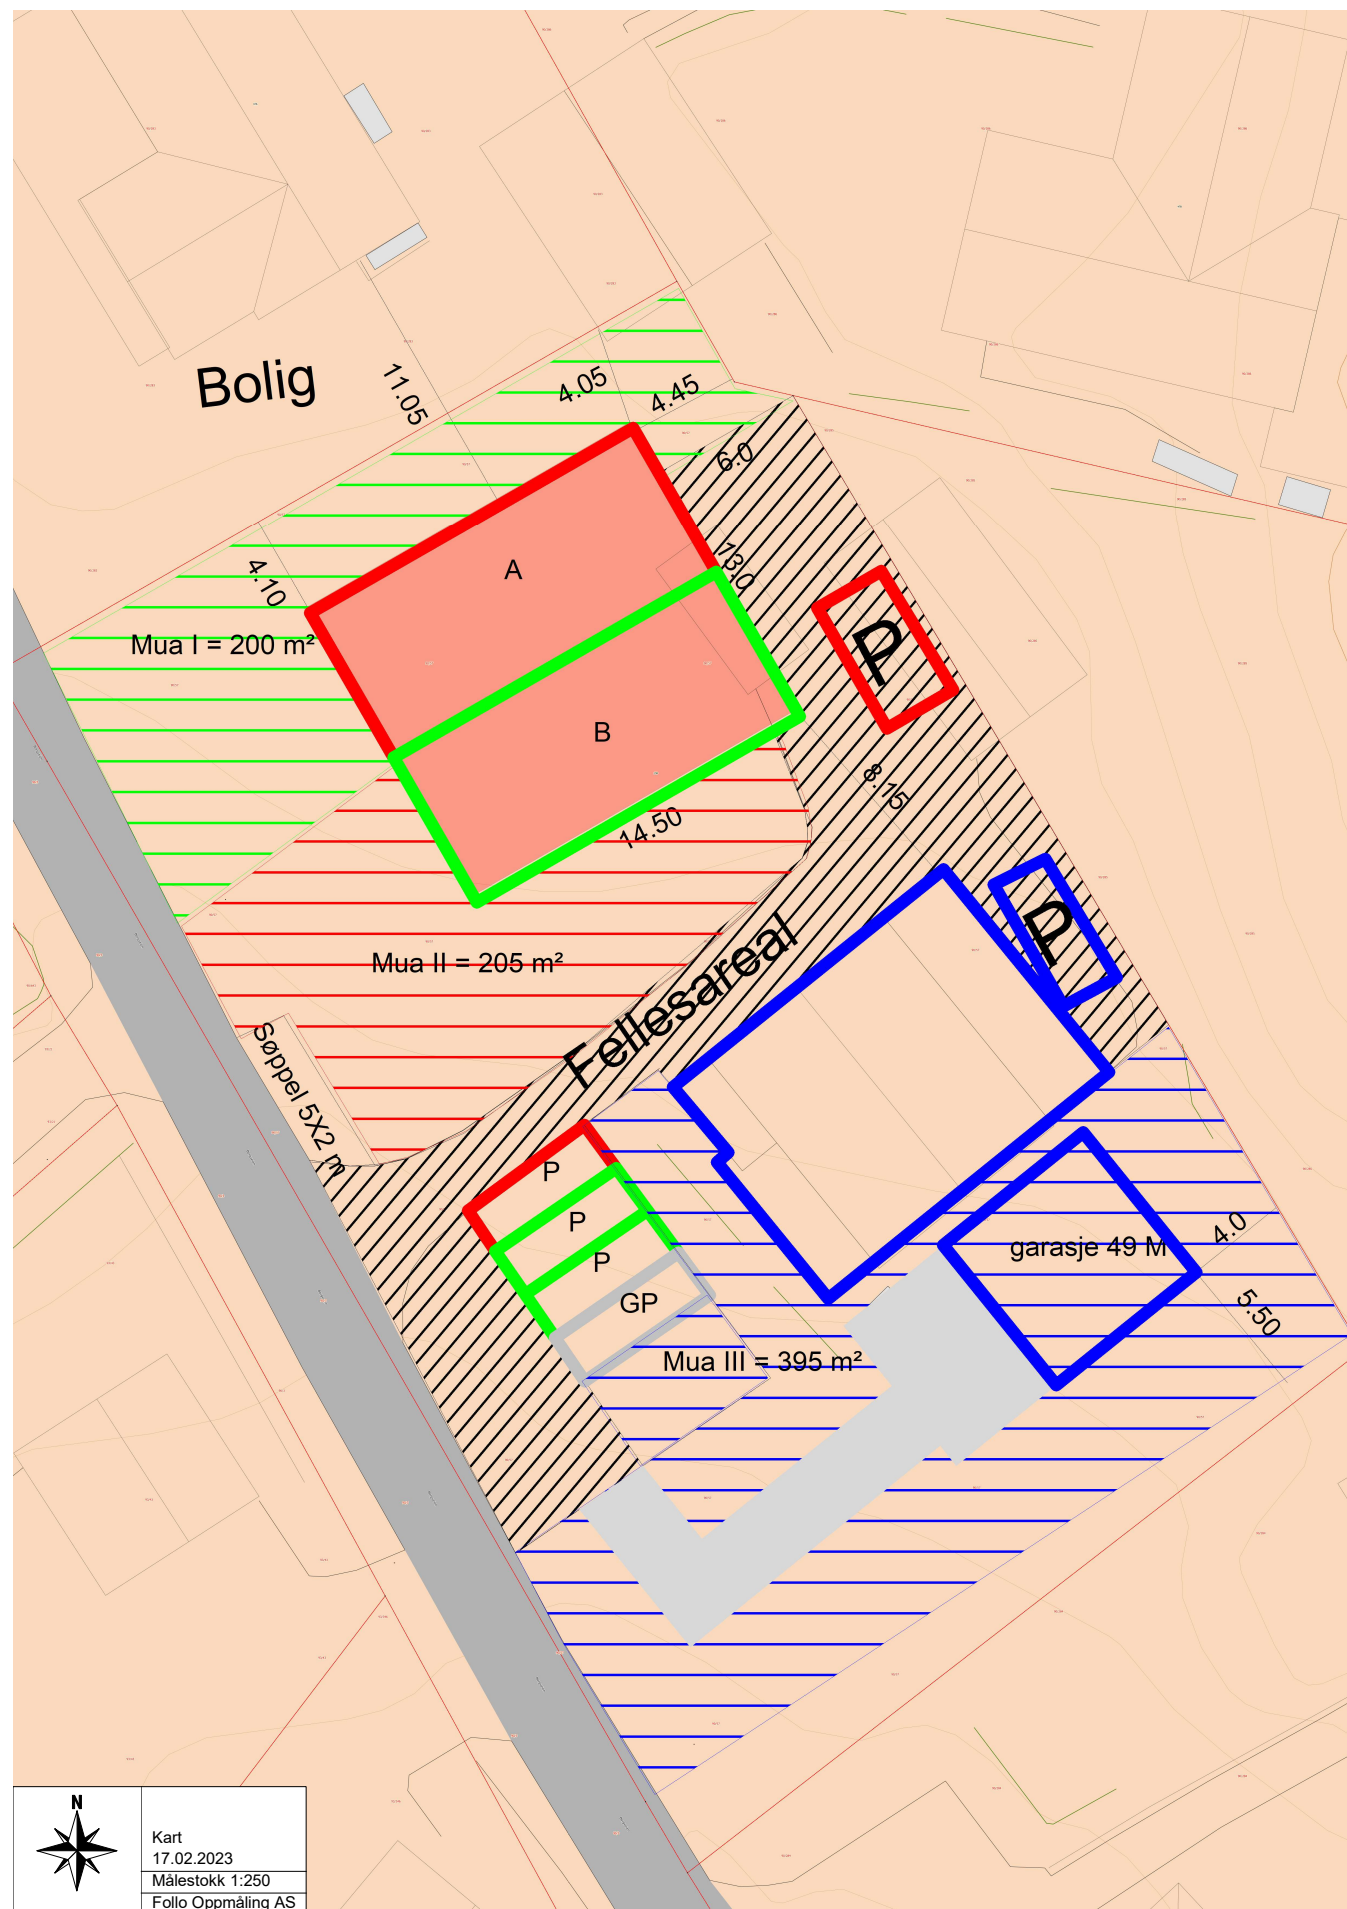 Bolig
11.05
4.05
4.45
6.0
13.0
4.10
A
Mua I = 200 m²
P
B
8.15
14.50
P
Mua II = 205 m²
Fellesareal
Søppel 5X2 m
P
P
P
GP
garasje 49 M
4.0
5.50
Mua III = 395 m²
N
Kart
17.02.2023
Målestokk 1:250
Follo Oppmåling AS